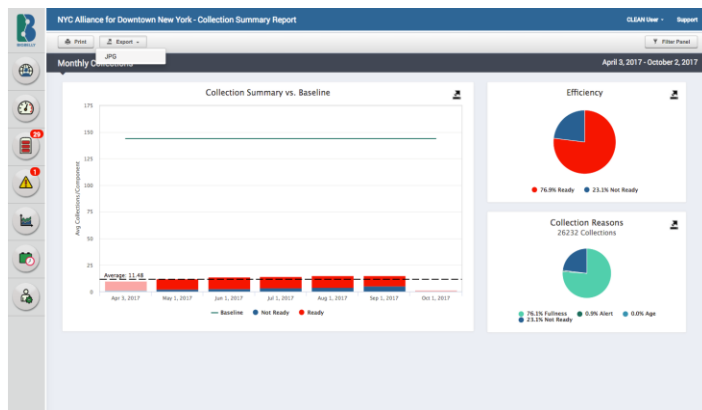 NYC Alliance for Downtown New York - Collection Summary Report
CLEAN User
Support
BIGBELLY
Print
Export
Filter Panel
JPG
Monthly C
April 3, 2017 - October 2, 2017
29
1
Collection Summary vs. Baseline
175
150
125
100
75
50
25
0
Avg Collections/Component
Average: 11.48
Apr 3, 2017
May 1, 2017
Jun 1, 2017
Jul 1, 2017
Aug 1, 2017
Sep 1, 2017
Oct 1, 2017
Baseline
Not Ready
Ready
Efficiency
76.9% Ready
23.1% Not Ready
Collection Reasons
26232 Collections
76.1% Fullness
0.9% Alert
0.0% Age
23.1% Not Ready